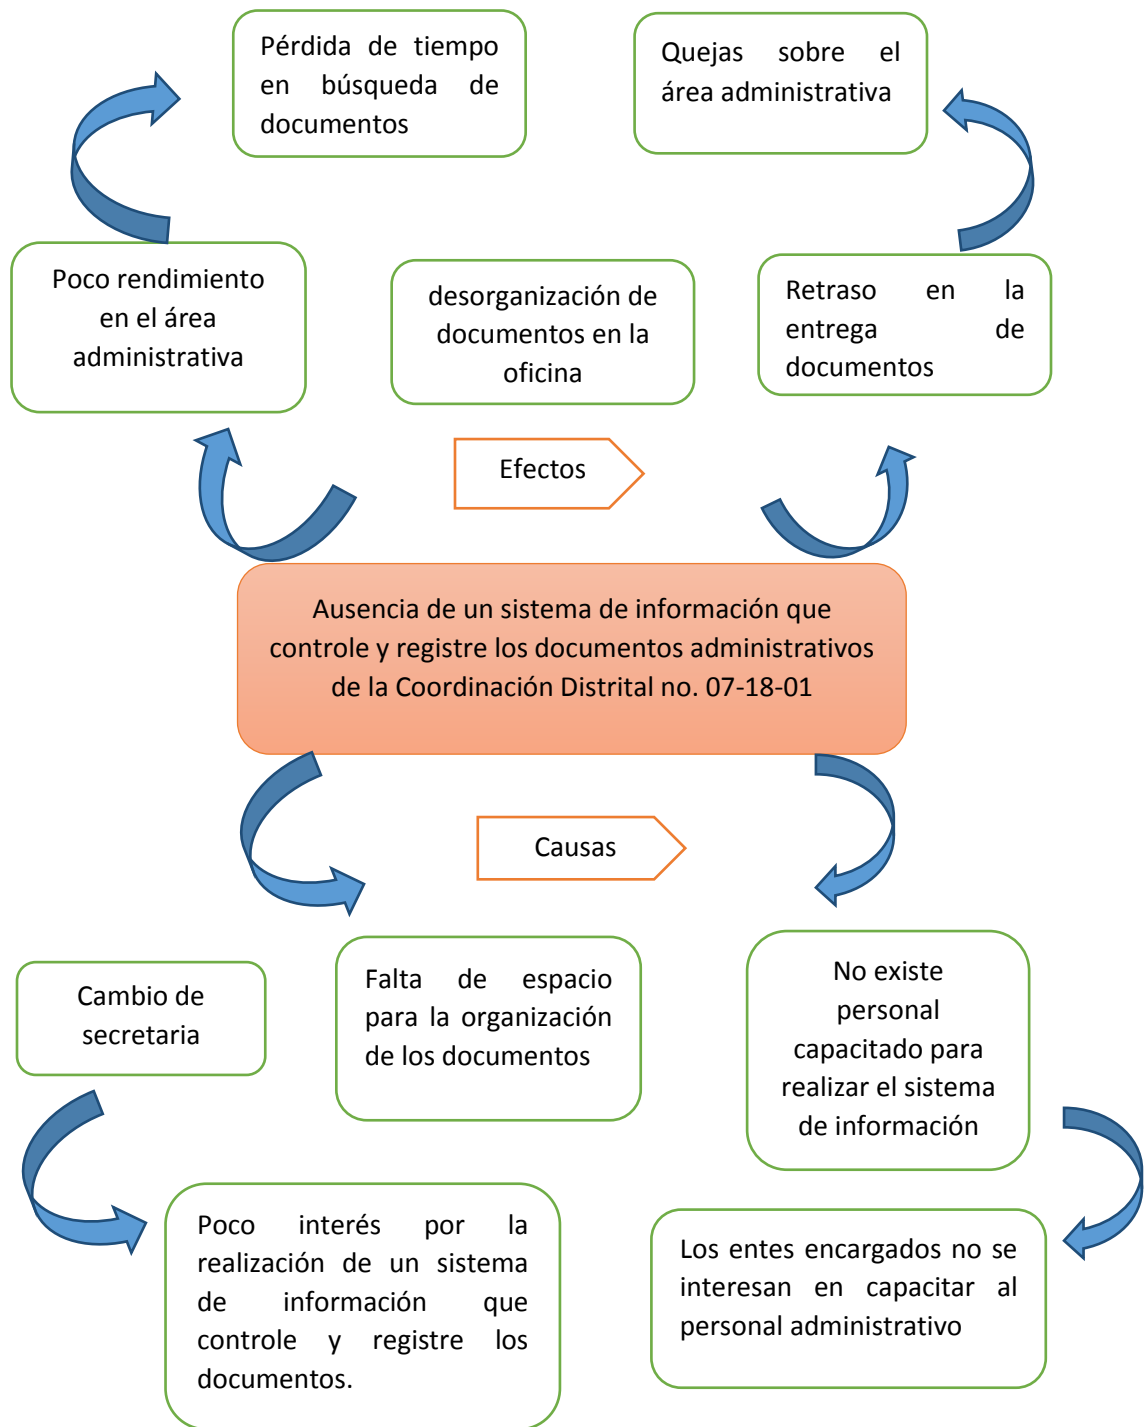 Pérdida de tiempo
en búsqueda de
documentos
Quejas sobre el
área administrativa
Poco rendimiento
en el área
administrativa
desorganización de
documentos en la
oficina
Retraso en la
entrega de
documentos
Efectos
Ausencia de un sistema de información que
controle y registre los documentos administrativos
de la Coordinación Distrital no. 07-18-01
Causas
Cambio de
secretaria
Falta de espacio
para la organización
de los documentos
No existe
personal
capacitado para
realizar el sistema
de información
Poco interés por la
realización de un sistema
de información que
controle y registre los
documentos.
Los entes encargados no se
interesan en capacitar al
personal administrativo